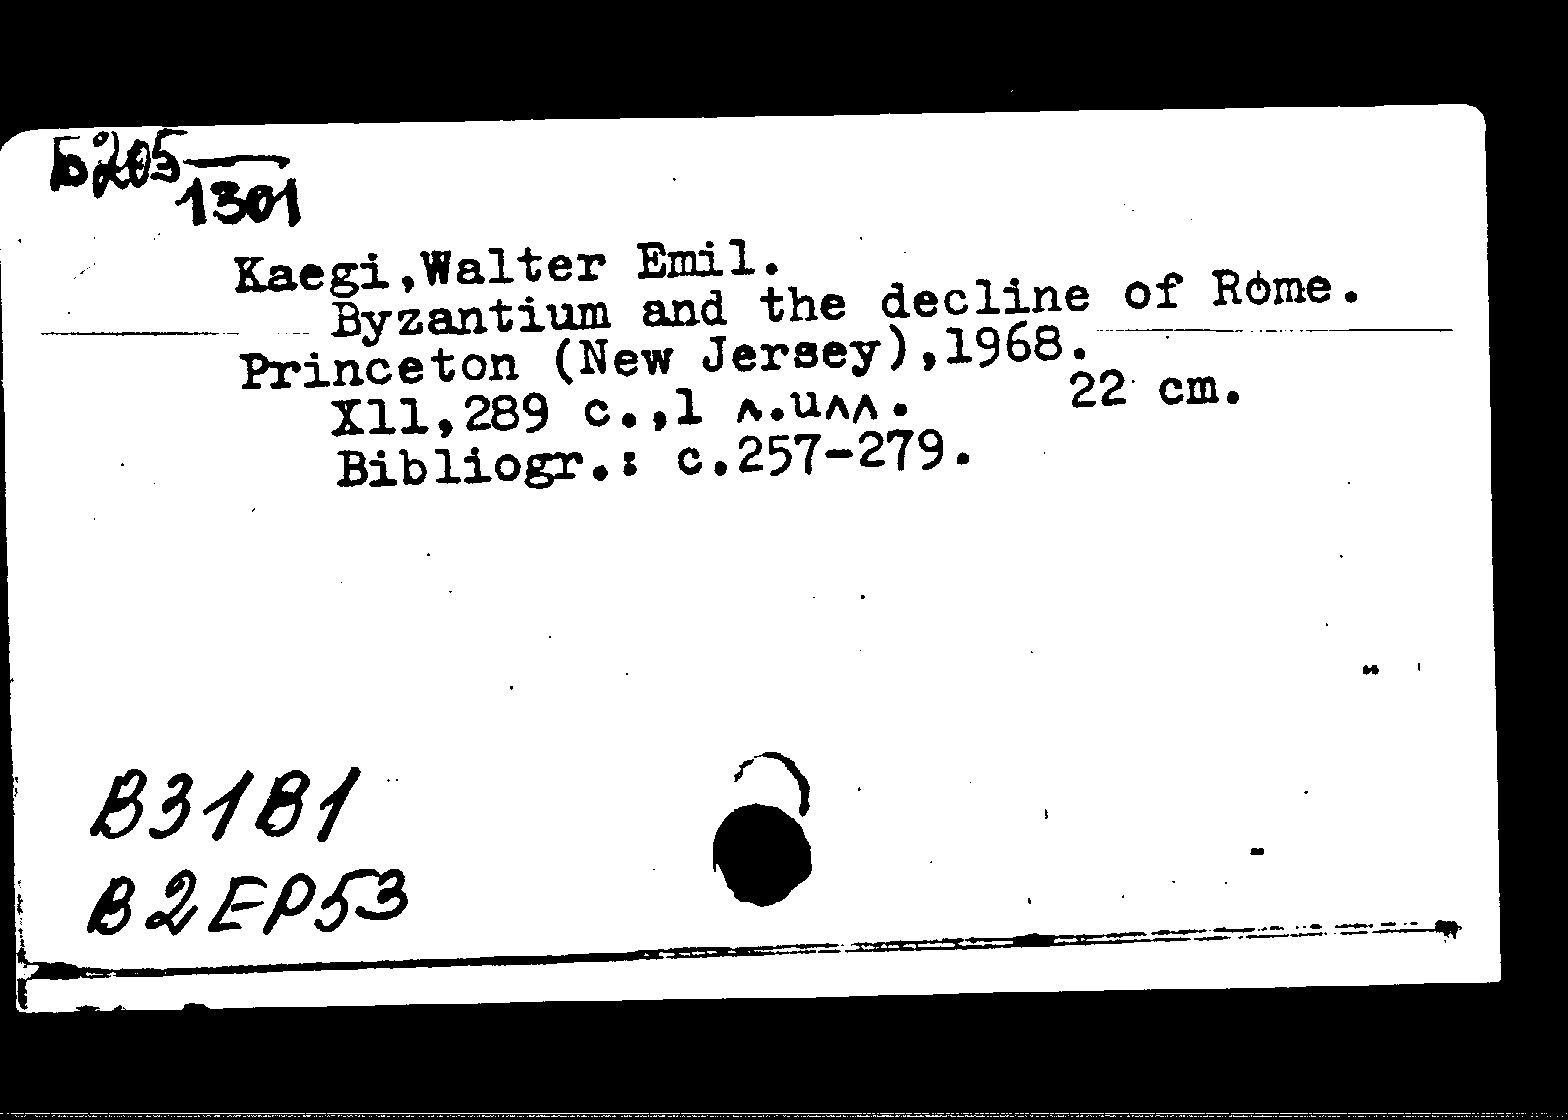 Б205
1301
Kaegi,Walter Emil.
Byzantium and the decline of Rome.
Princeton (New Jersey),1968.
X11,289 c.,1 л.илл. 22 cm.
Bibliogr.: c.257-279.
В31В1
В2ЕР53